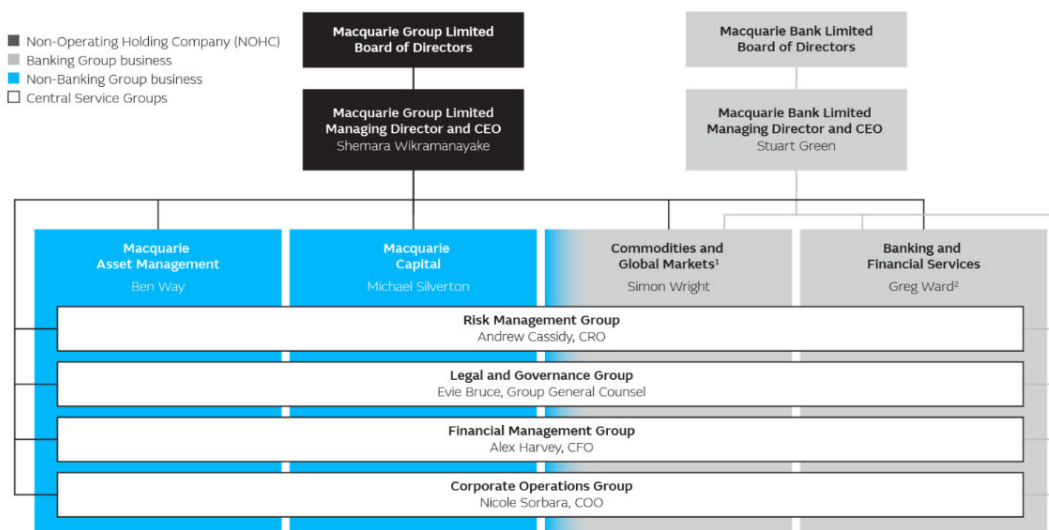 Non-Operating Holding Company (NOHC)
Banking Group business
Non-Banking Group business
Central Service Groups
Macquarie Group Limited
Board of Directors
Macquarie Bank Limited
Board of Directors
Macquarie Group Limited
Managing Director and CEO
Shemara Wikramanayake
Macquarie Bank Limited
Managing Director and CEO
Stuart Green
Macquarie
Asset Management
Ben Way
Macquarie
Capital
Michael Silverton
Commodities and
Global Markets¹
Simon Wright
Banking and
Financial Services
Greg Ward²
Risk Management Group
Andrew Cassidy, CRO
Legal and Governance Group
Evie Bruce, Group General Counsel
Financial Management Group
Alex Harvey, CFO
Corporate Operations Group
Nicole Sorbara, COO